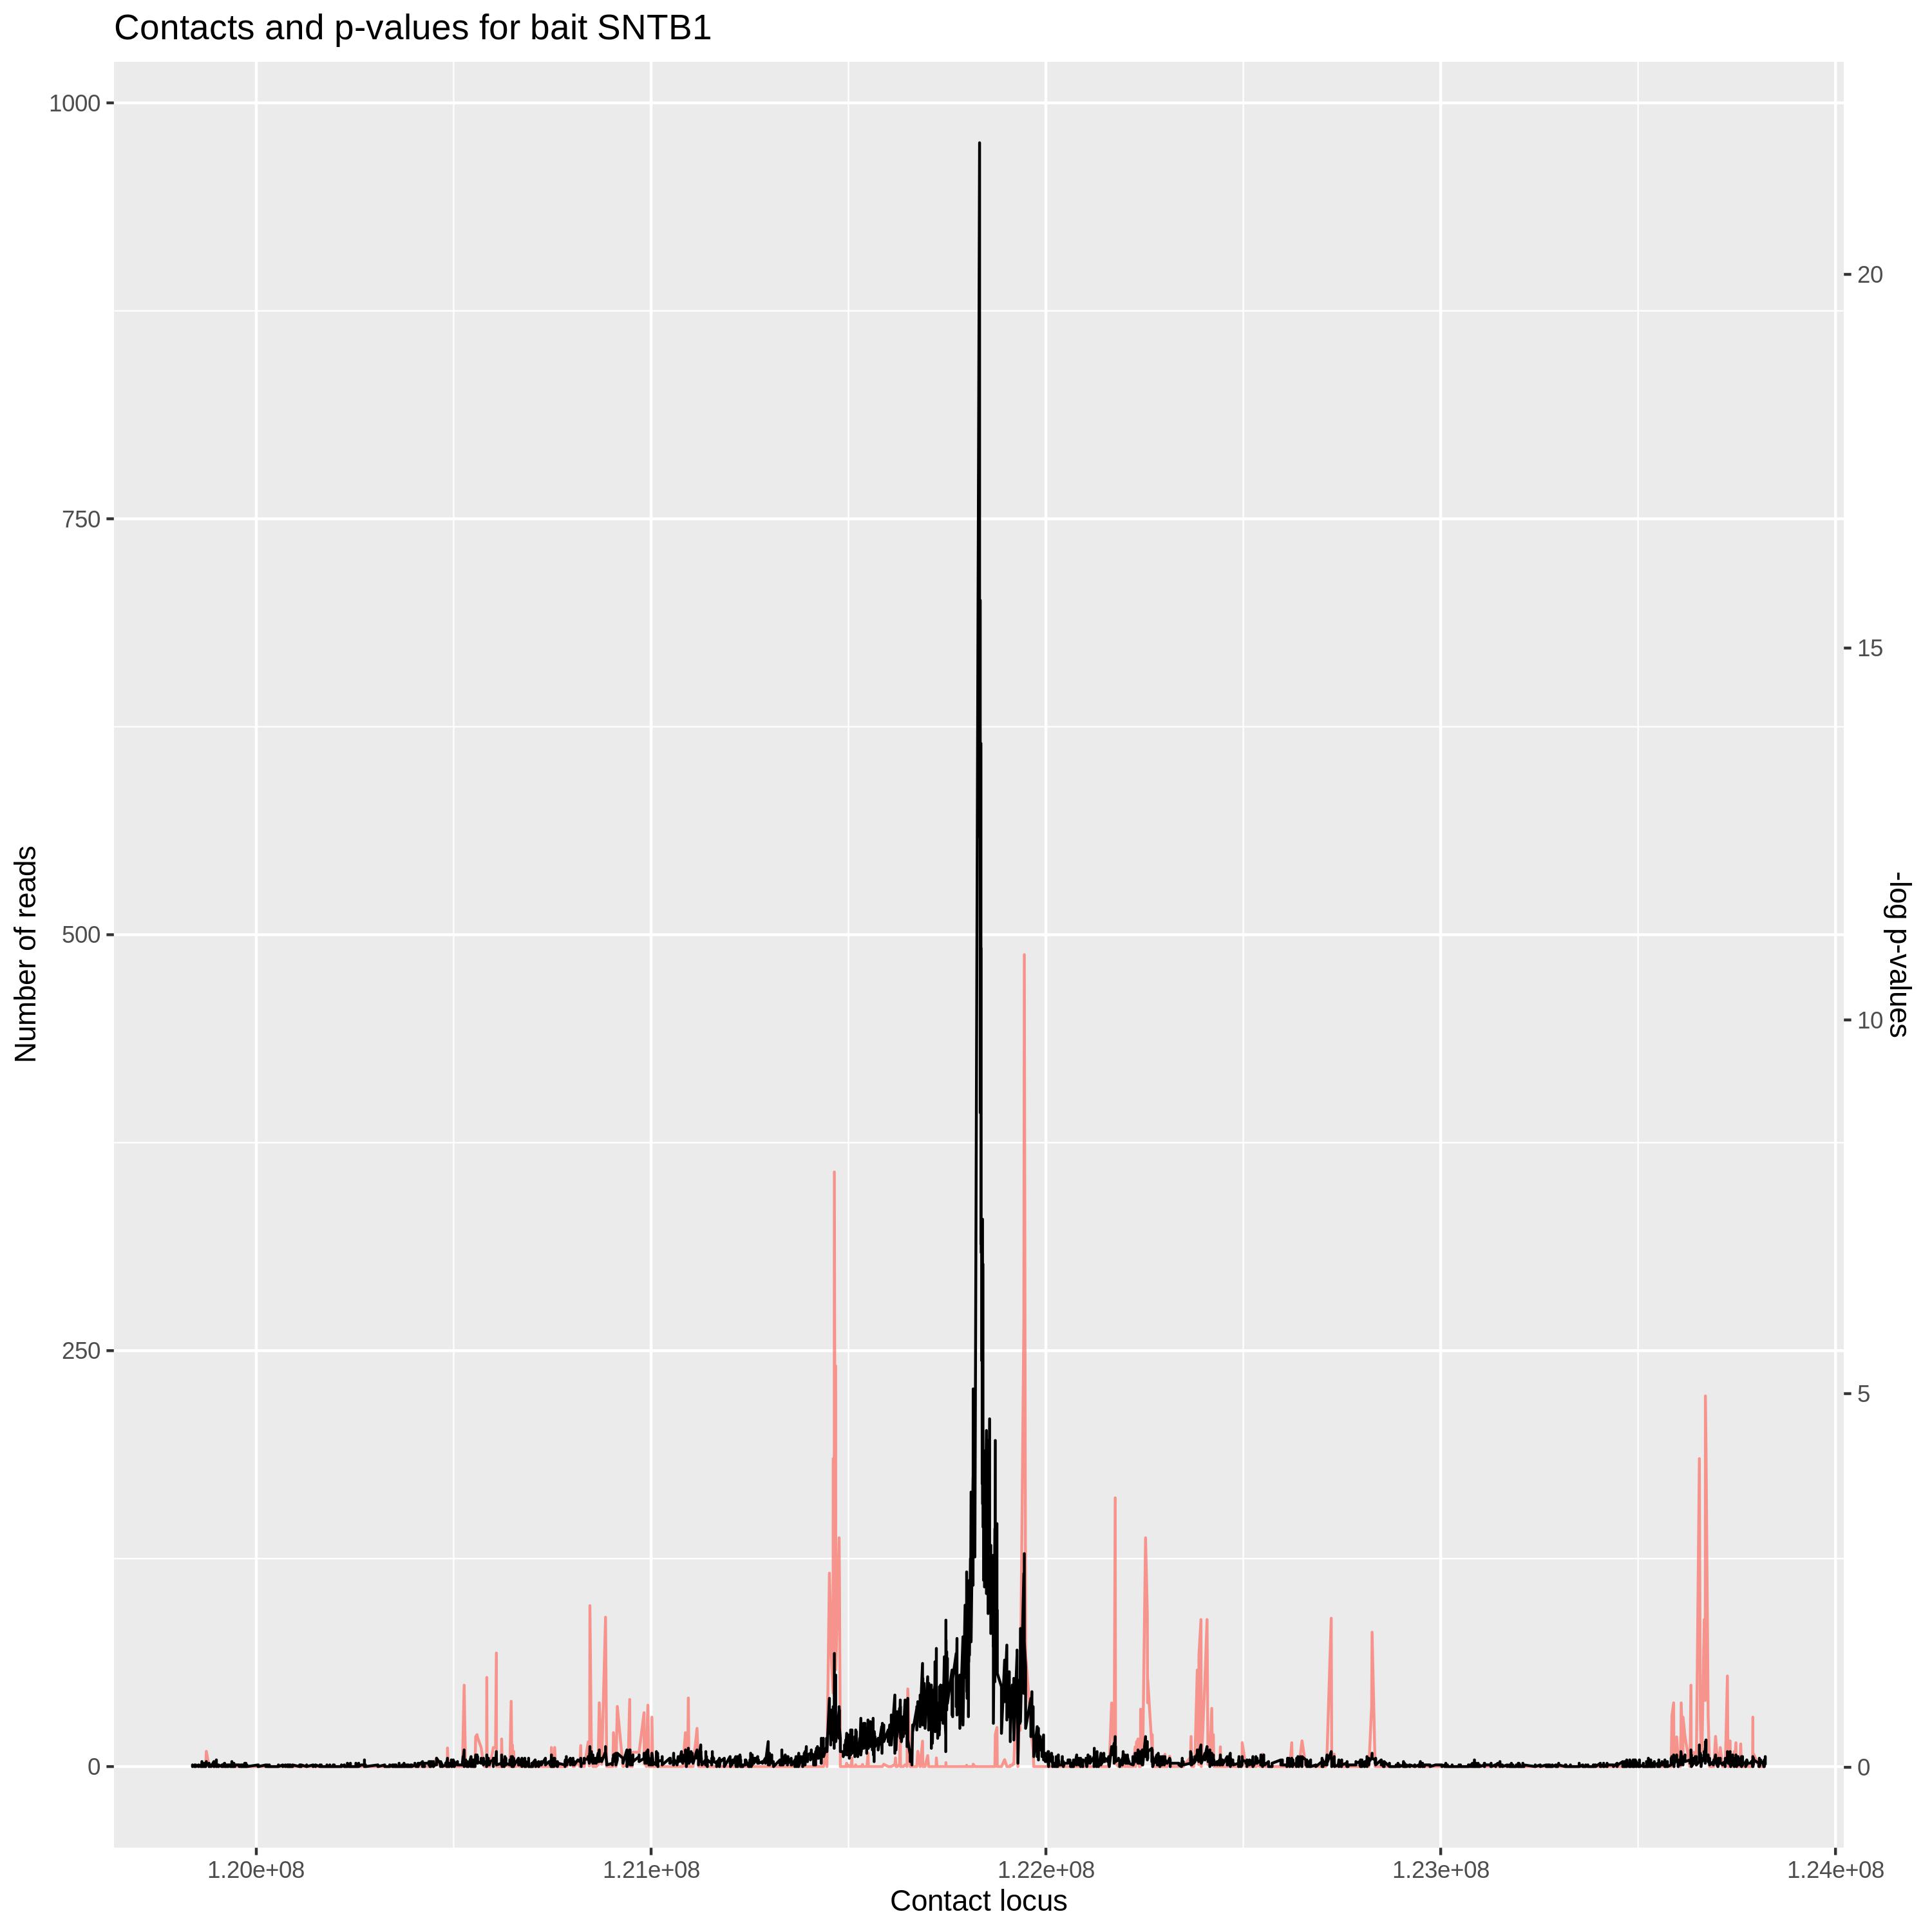 Contacts and p-values for bait SNTB1
1000
750
500
250
0
Number of reads
20
15
10
5
0
-log p-values
1.20e+08
1.21e+08
1.22e+08
1.23e+08
1.24e+08
Contact locus